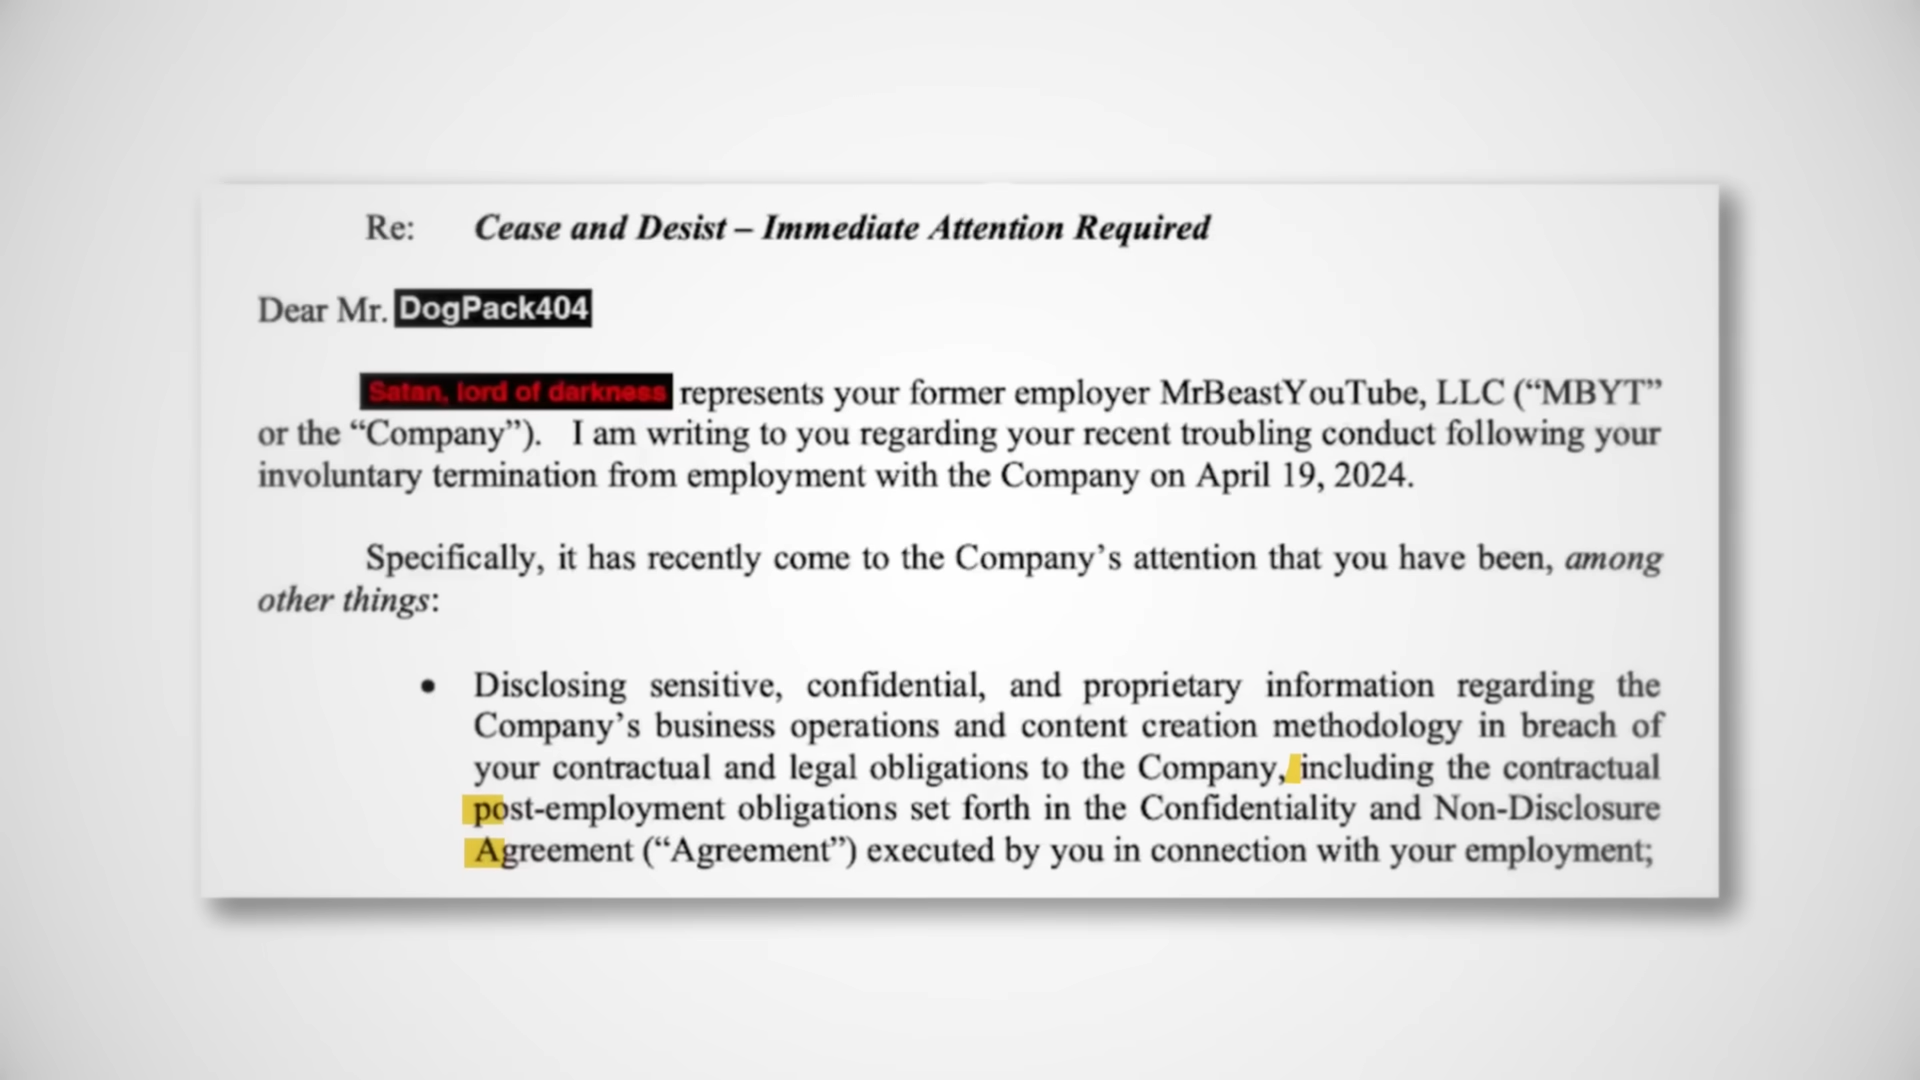 Re: Cease and Desist – Immediate Attention Required
Dear Mr. DogPack404
Satan, lord of darkness represents your former employer MrBeastYouTube, LLC (“MBYT”
or the “Company”). I am writing to you regarding your recent troubling conduct following your
involuntary termination from employment with the Company on April 19, 2024.
Specifically, it has recently come to the Company’s attention that you have been, among
other things:
• Disclosing sensitive, confidential, and proprietary information regarding the
Company’s business operations and content creation methodology in breach of
your contractual and legal obligations to the Company, including the contractual
post-employment obligations set forth in the Confidentiality and Non-Disclosure
Agreement (“Agreement”) executed by you in connection with your employment;